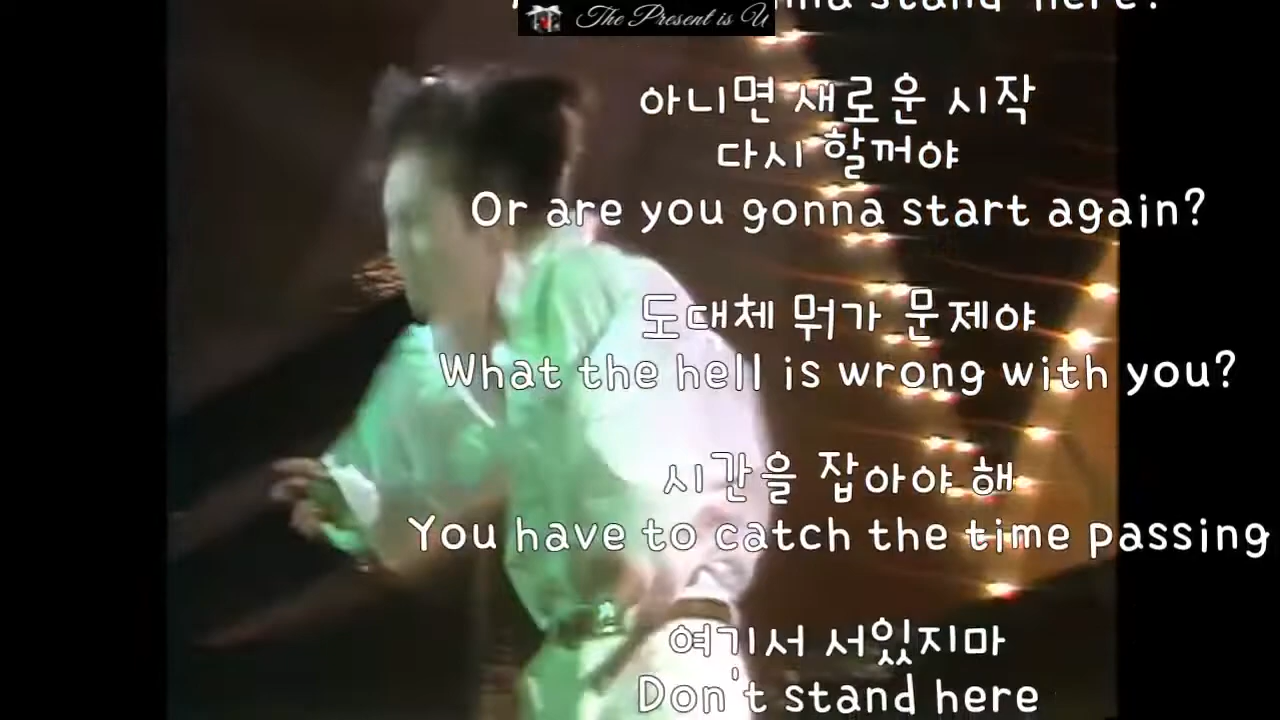 The Present is U
nna stand here?
아니면 새로운 시작
다시 할꺼야
Or are you gonna start again?
도대체 뭐가 문제야
What the hell is wrong with you?
시간을 잡아야 해
You have to catch the time passing
여기서 서있지마
Don't stand here